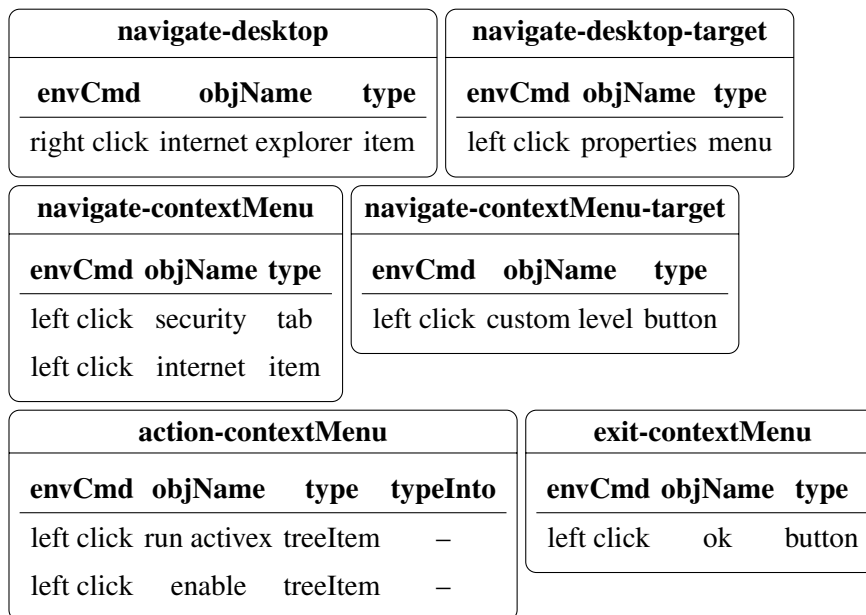 navigate-desktop
envCmd objName type
right click internet explorer item
navigate-desktop-target
envCmd objName type
left click properties menu
navigate-contextMenu
envCmd objName type
left click security tab
left click internet item
navigate-contextMenu-target
envCmd objName type
left click custom level button
action-contextMenu
envCmd objName type typeInto
left click run activex treeItem –
left click enable treeItem –
exit-contextMenu
envCmd objName type
left click ok button